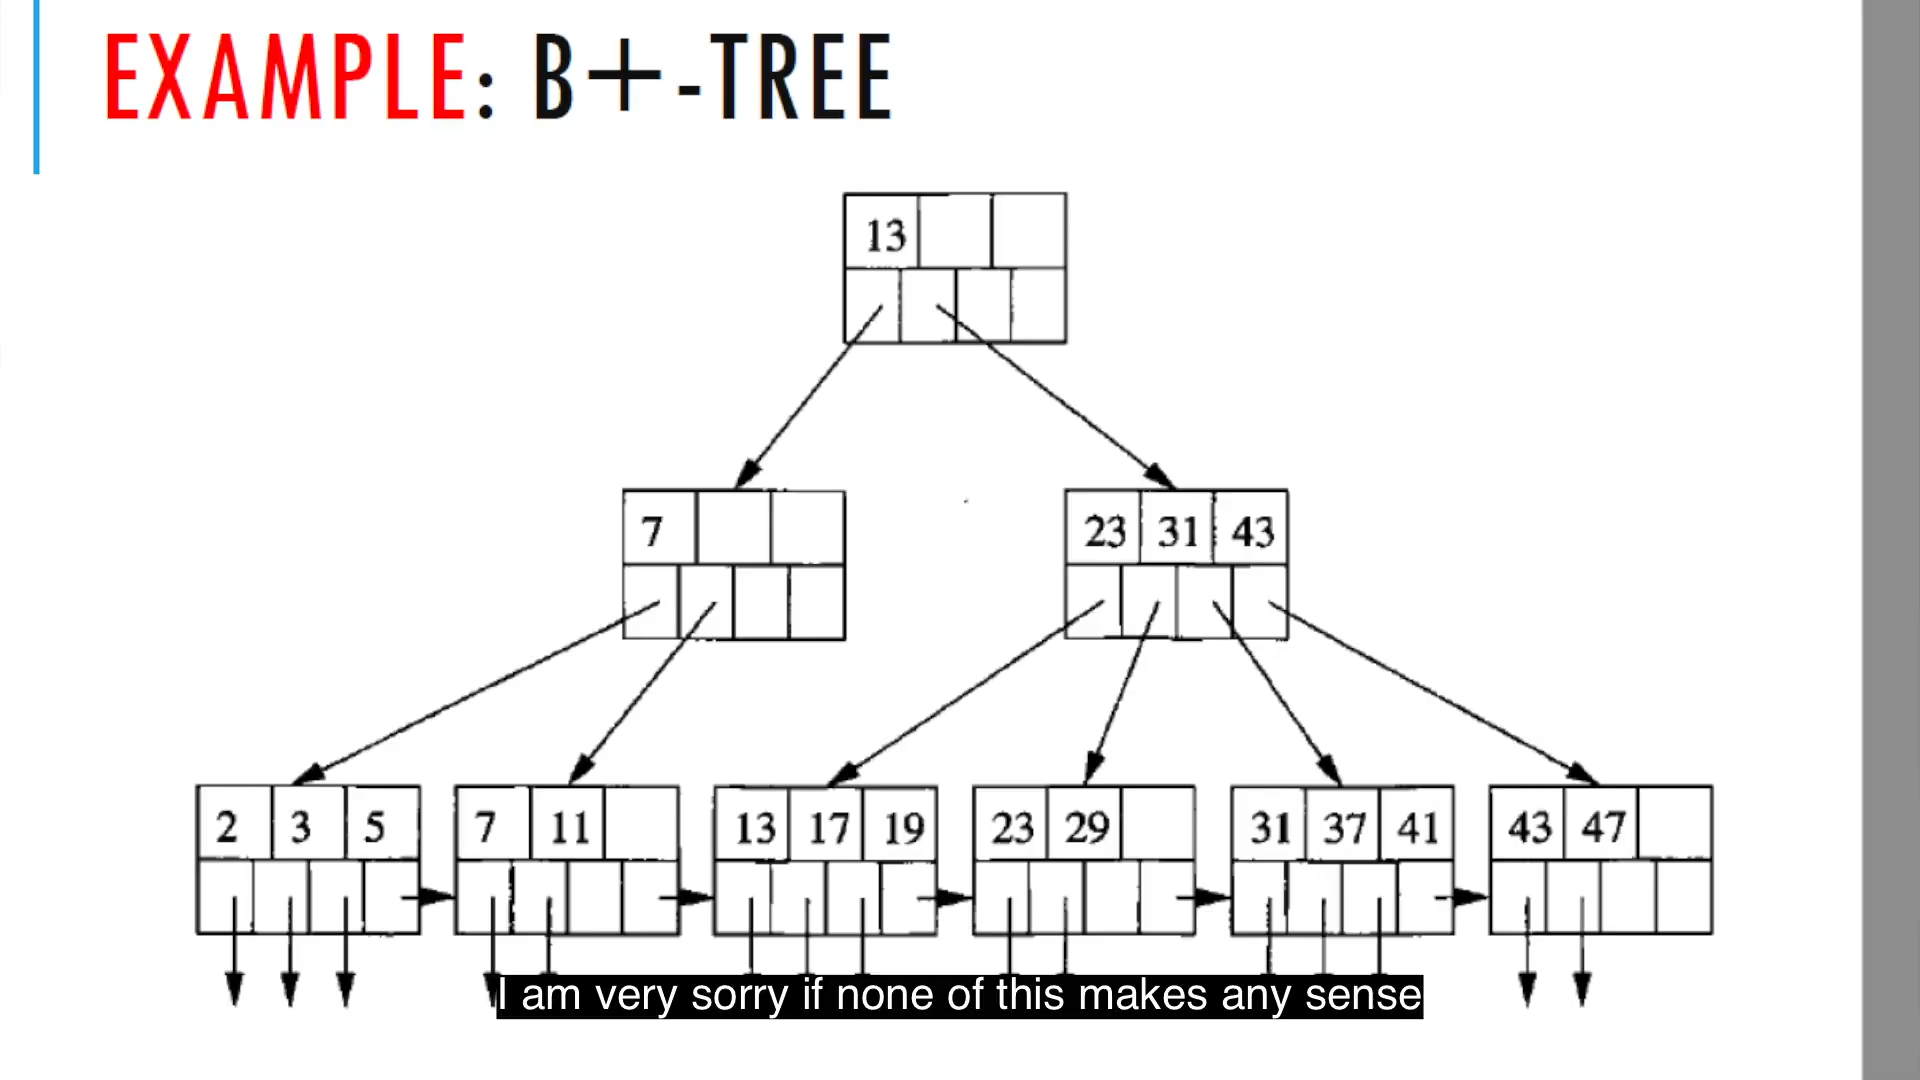 EXAMPLE: B+-TREE
13
7
23 31 43
2 3 5 7 11 13 17 19 23 29 31 37 41 43 47
I am very sorry if none of this makes any sense